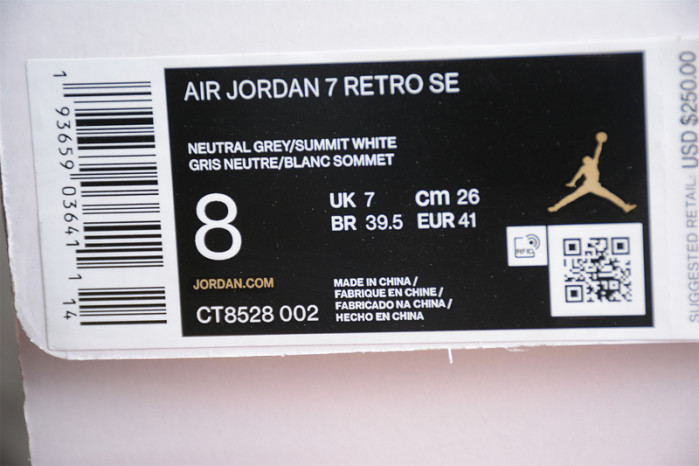 AIR JORDAN 7 RETRO SE
NEUTRAL GREY/SUMMIT WHITE
GRIS NEUTRE/BLANC SOMMET
8
UK 7 cm 26
BR 39.5 EUR 41
JORDAN.COM
CT8528 002
MADE IN CHINA /
FABRIQUE EN CHINE /
FABRICADO NA CHINA /
HECHO EN CHINA
RFID
1 93659 03641 1 14
SUGGESTED RETAIL: USD $250.00